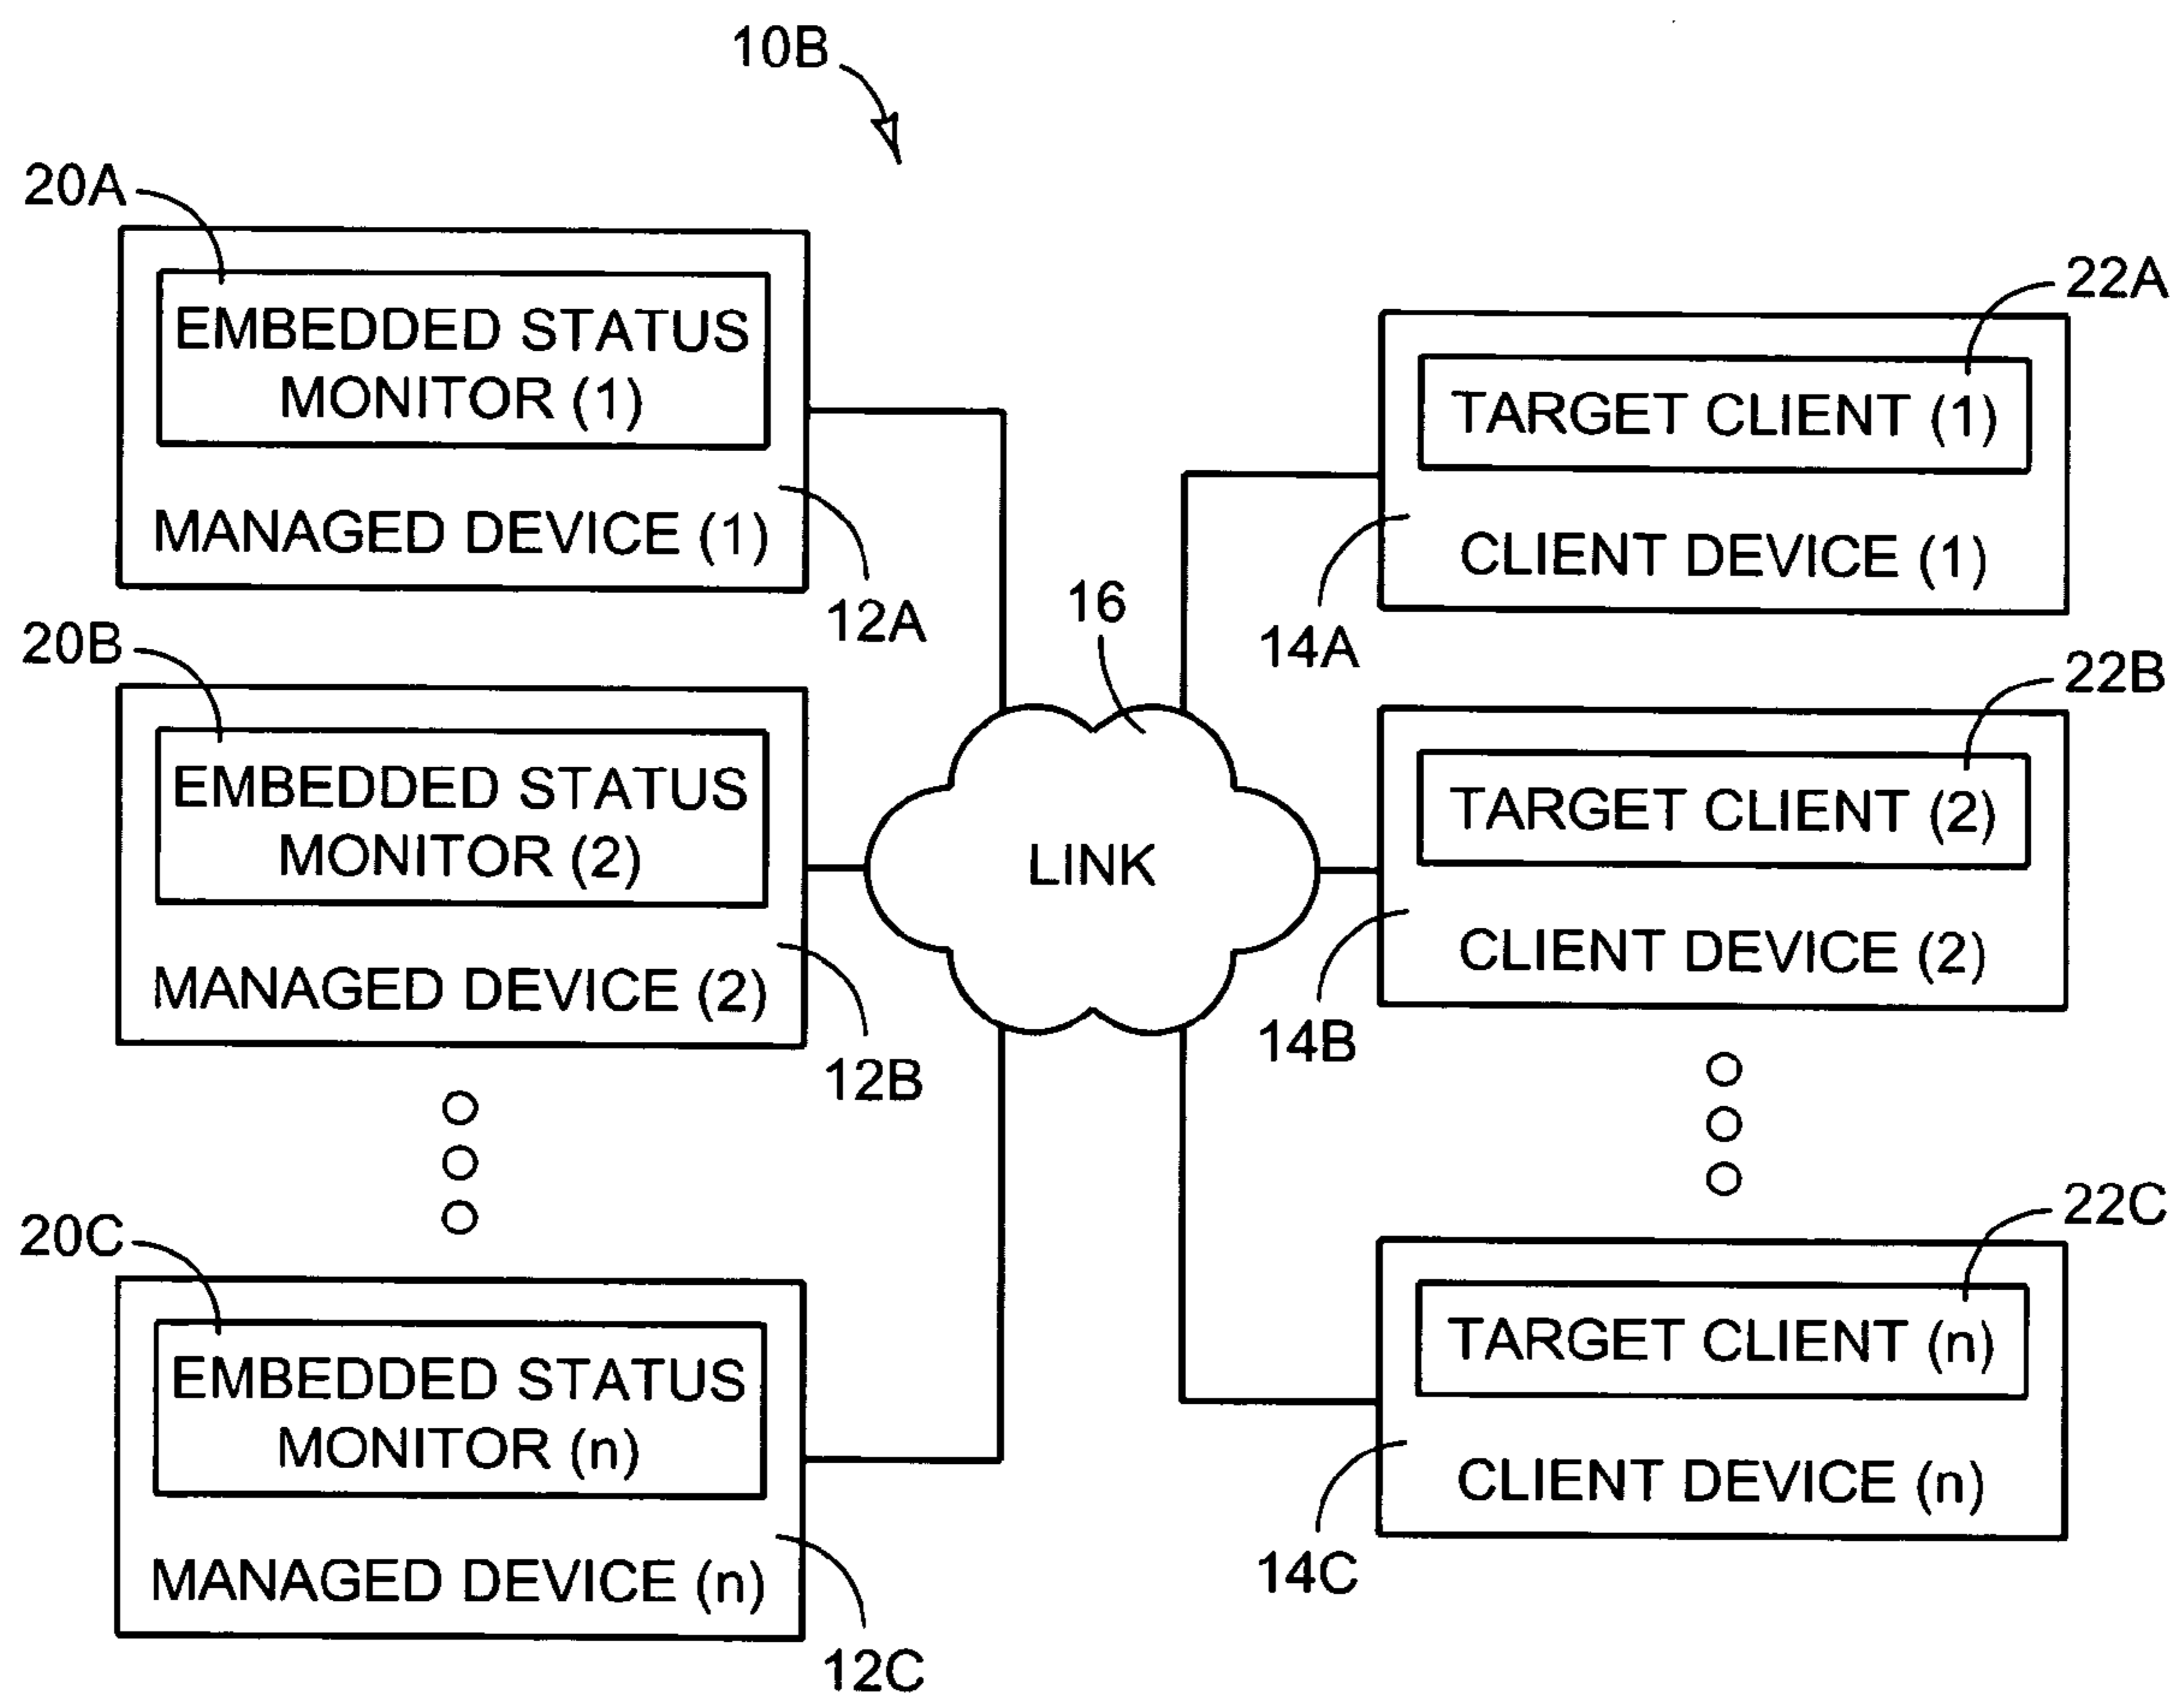 10B
20A
EMBEDDED STATUS
MONITOR (1)
MANAGED DEVICE (1)
12A
20B
EMBEDDED STATUS
MONITOR (2)
MANAGED DEVICE (2)
12B
20C
EMBEDDED STATUS
MONITOR (n)
MANAGED DEVICE (n)
12C
16
LINK
22A
TARGET CLIENT (1)
CLIENT DEVICE (1)
14A
22B
TARGET CLIENT (2)
CLIENT DEVICE (2)
14B
22C
TARGET CLIENT (n)
CLIENT DEVICE (n)
14C